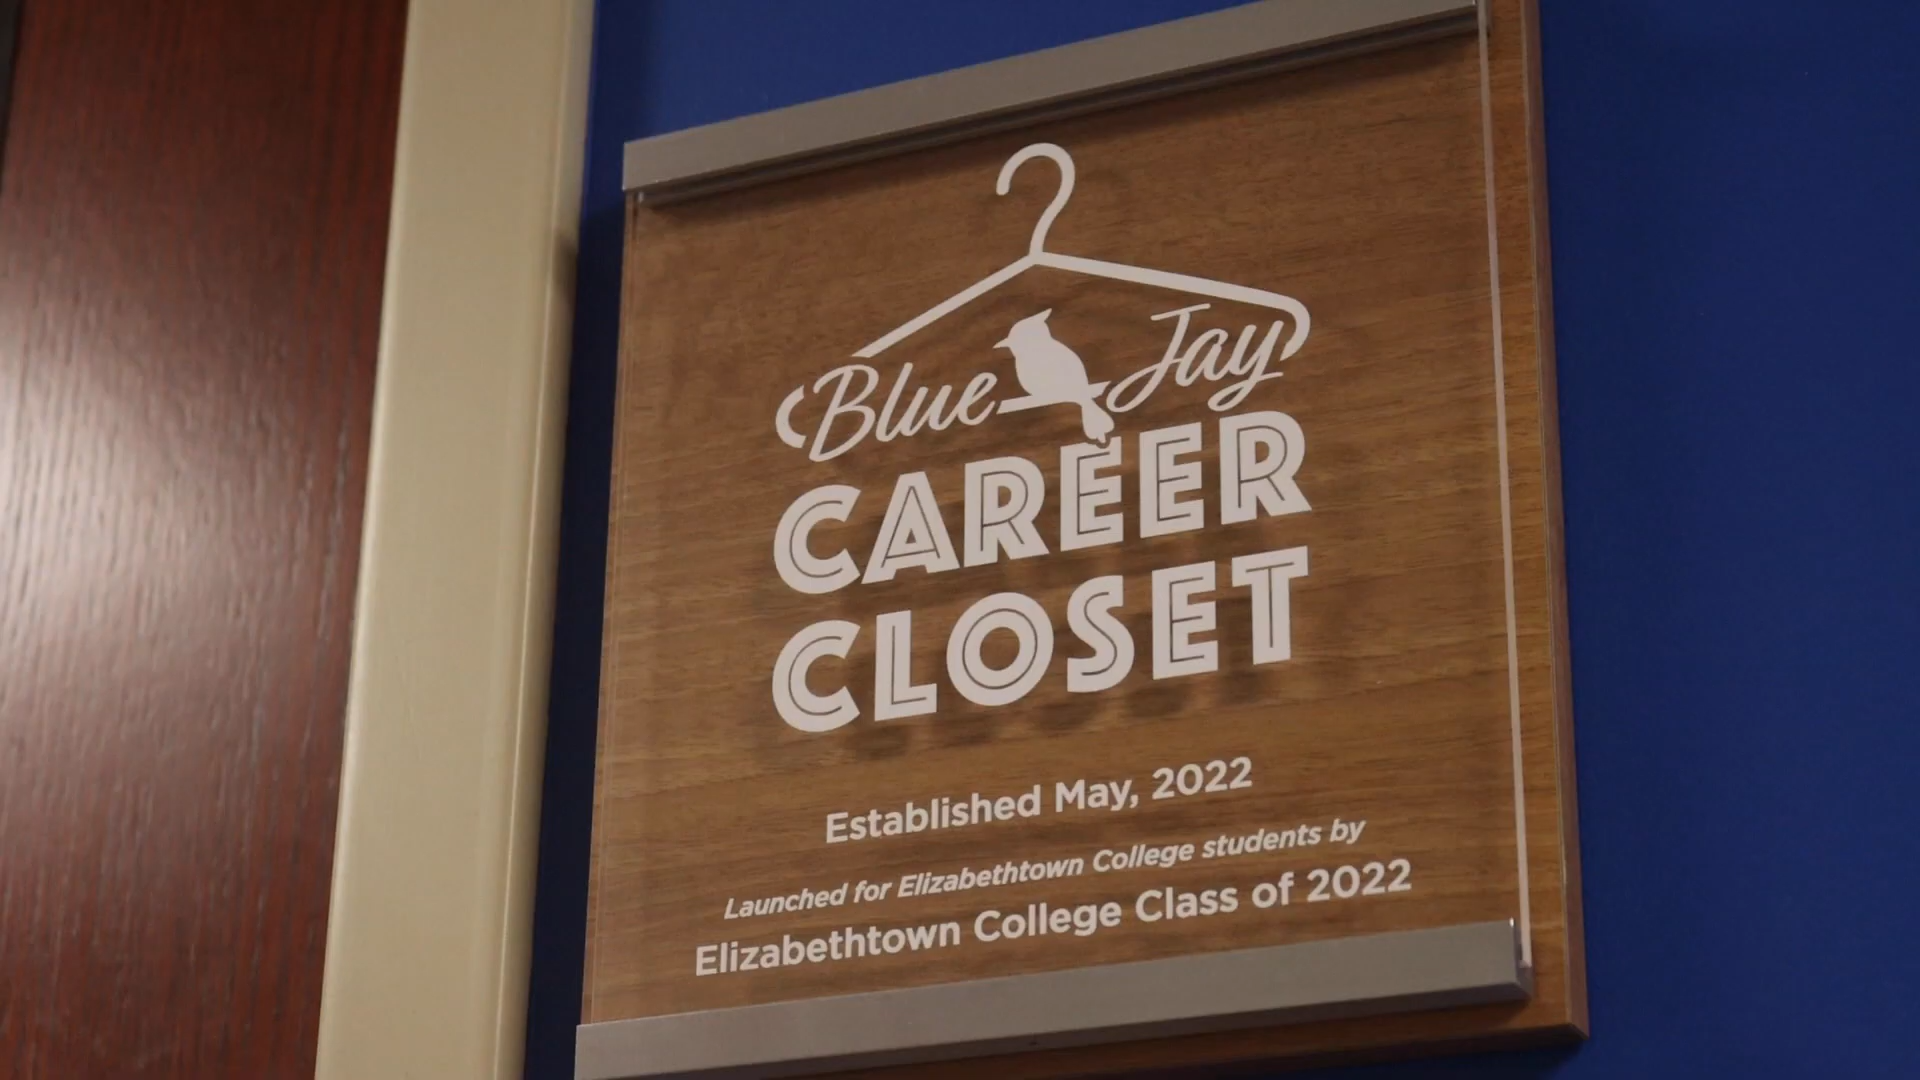 Blue Jay
CAREER
CLOSET
Established May, 2022
Launched for Elizabethtown College students by
Elizabethtown College Class of 2022